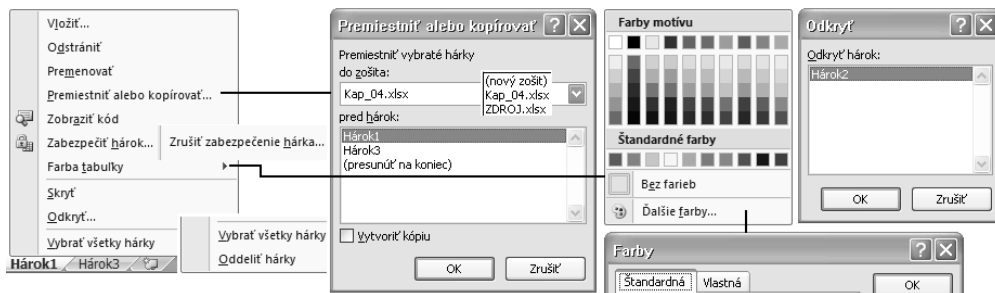 Vložiť...
Odstrániť
Premenovať
Premiestniť alebo kopírovať...
Zobraziť kód
Zabezpečiť hárok...
Zrušiť zabezpečenie hárka...
Farba tabuľky
Skryť
Odkryť...
Vybrať všetky hárky
Vybrať všetky hárky
Oddeliť hárky
Hárok1
Hárok3
Premiestniť alebo kopírovať
Premiestniť vybraté hárky
do zošita:
Kap_04.xlsx
(nový zošit)
Kap_04.xlsx
ZDROJ.xlsx
pred hárok:
Hárok1
Hárok3
(presunúť na koniec)
Vytvoriť kópiu
OK
Zrušiť
Farby motívu
Štandardné farby
Bez farieb
Ďalšie farby...
Odkryť
Odkryť hárok:
Hárok2
OK
Zrušiť
Farby
Štandardná
Vlastná
OK